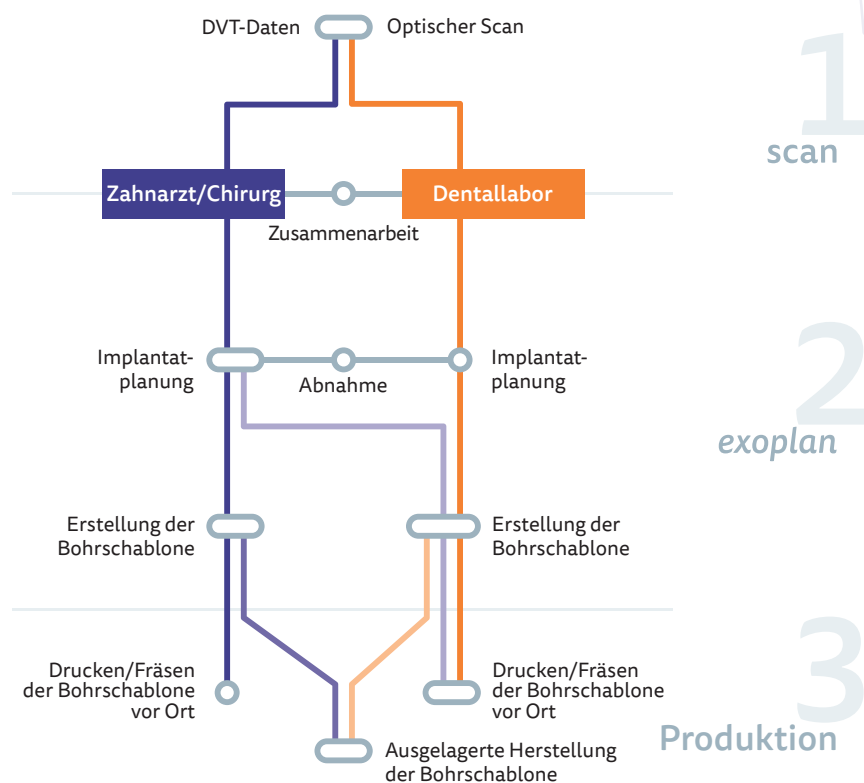 DVT-Daten
Optischer Scan
1
scan
Zahnarzt/Chirurg
Dentallabor
Zusammenarbeit
Implantat-
planung
Abnahme
Implantat-
planung
2
exoplan
Erstellung der
Bohrschablone
Erstellung der
Bohrschablone
Drucken/Fräsen
der Bohrschablone
vor Ort
Drucken/Fräsen
der Bohrschablone
vor Ort
3
Produktion
Ausgelagerte Herstellung
der Bohrschablone